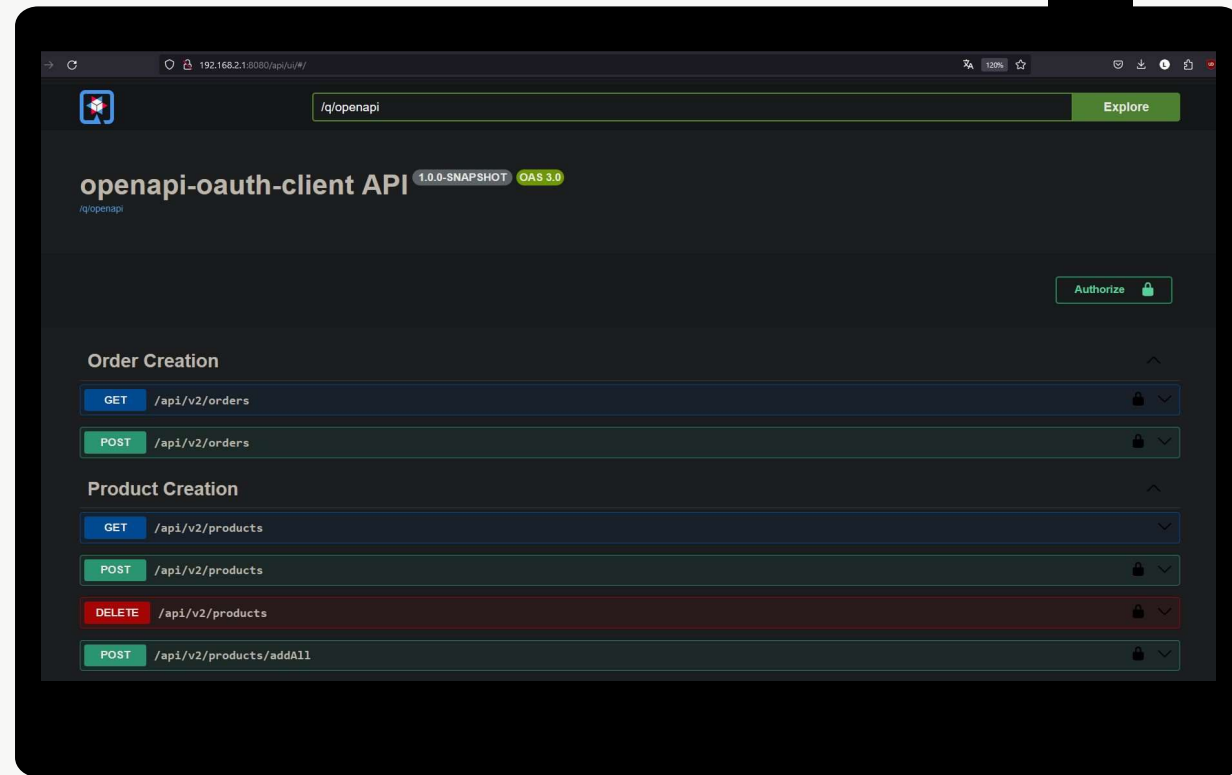 192.168.2.1:8080/api/ui/#/
120%
/q/openapi
Explore
openapi-oauth-client API 1.0.0-SNAPSHOT OAS 3.0
/q/openapi
Authorize
Order Creation
GET /api/v2/orders
POST /api/v2/orders
Product Creation
GET /api/v2/products
POST /api/v2/products
DELETE /api/v2/products
POST /api/v2/products/addAll